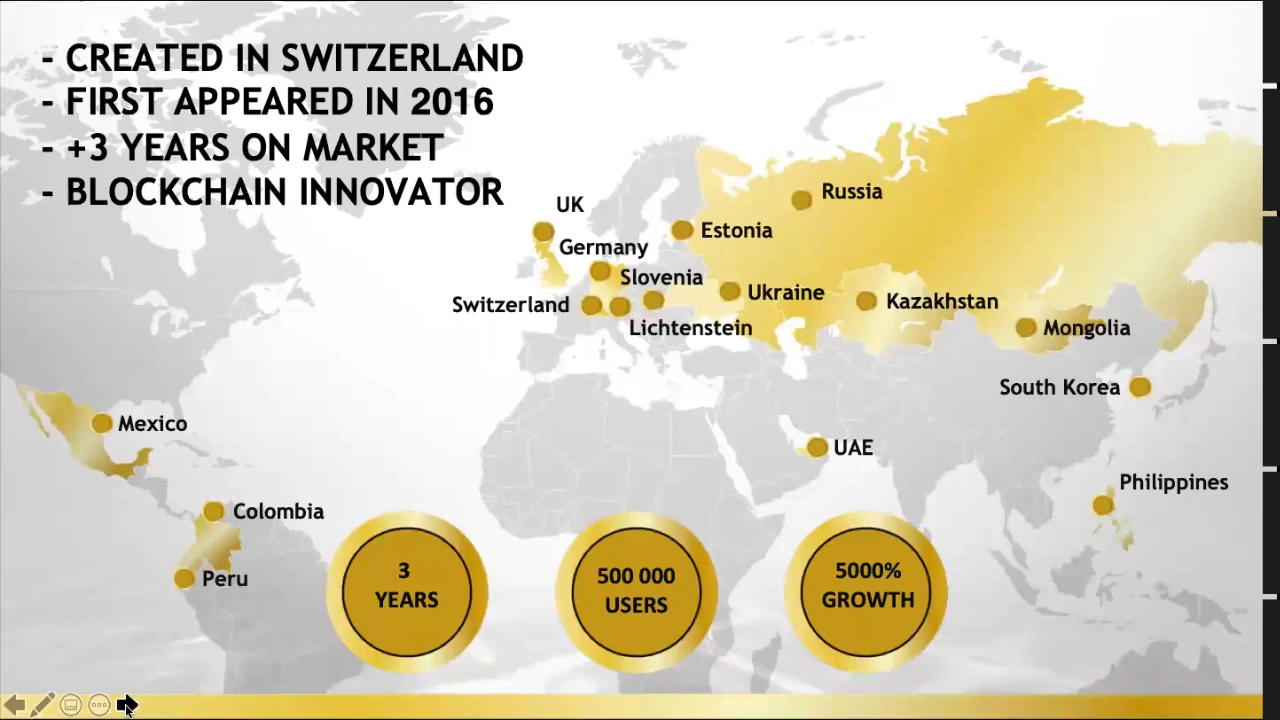 - CREATED IN SWITZERLAND
- FIRST APPEARED IN 2016
- +3 YEARS ON MARKET
- BLOCKCHAIN INNOVATOR
UK
Russia
Estonia
Germany
Slovenia
Switzerland
Ukraine
Kazakhstan
Lichtenstein
Mongolia
South Korea
Mexico
UAE
Philippines
Colombia
Peru
3
YEARS
500 000
USERS
5000%
GROWTH